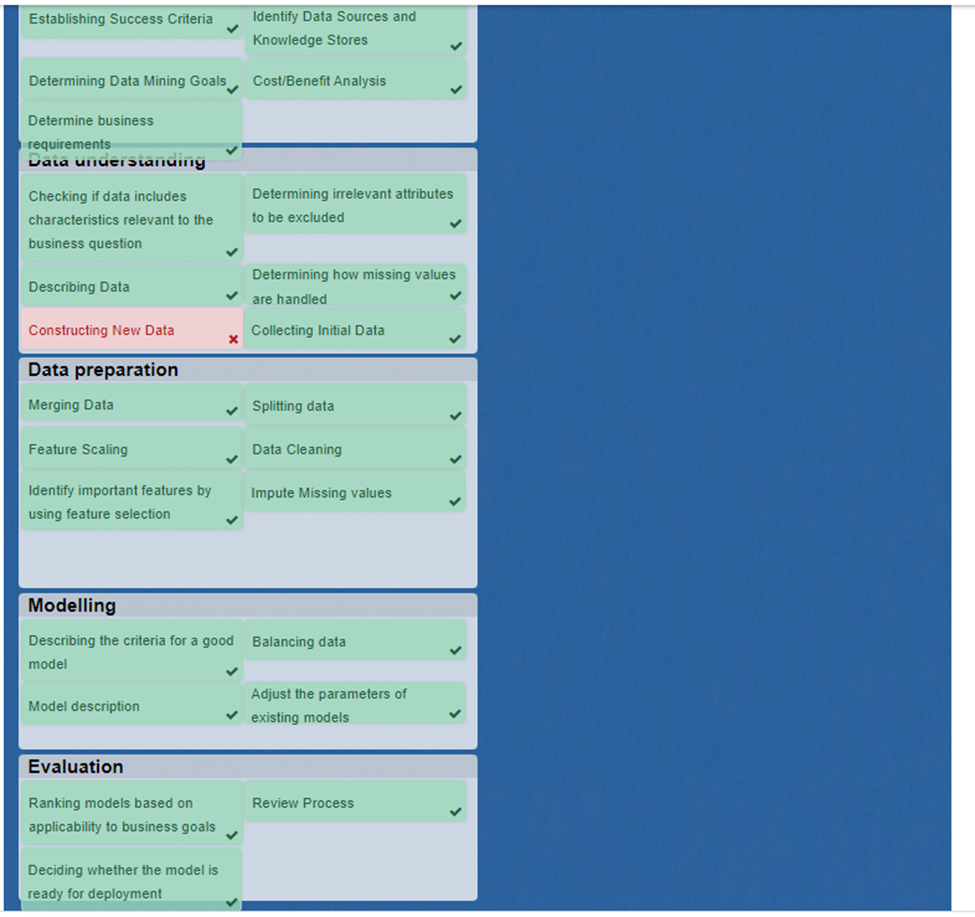 Establishing Success Criteria
Identify Data Sources and
Knowledge Stores
Determining Data Mining Goals
Cost/Benefit Analysis
Determine business
requirements
Data understanding
Checking if data includes
characteristics relevant to the
business question
Determining irrelevant attributes
to be excluded
Describing Data
Determining how missing values
are handled
Constructing New Data
Collecting Initial Data
Data preparation
Merging Data
Splitting data
Feature Scaling
Data Cleaning
Identify important features by
using feature selection
Impute Missing values
Modelling
Describing the criteria for a good
model
Balancing data
Model description
Adjust the parameters of
existing models
Evaluation
Ranking models based on
applicability to business goals
Review Process
Deciding whether the model is
ready for deployment